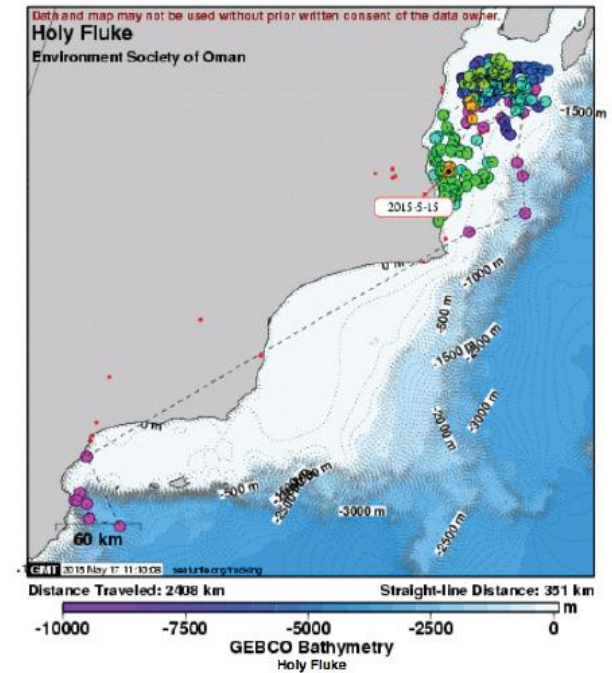 Data and map may not be used without prior written consent of the data owner.
Holy Fluke
Environment Society of Oman
-1500 m
2015-5-15
0 m
-1000 m
-500 m
-1500 m
-2500 m
-2000 m
-3000 m
0 m
-500 m
-2500 m
-3000 m
-2500 m
60 km
GMT 2015 May 17 11:10:08 seaturtle.org/tracking
Distance Traveled: 2408 km Straight-line Distance: 351 km
m
-10000 -7500 -5000 -2500 0
GEBCO Bathymetry
Holy Fluke